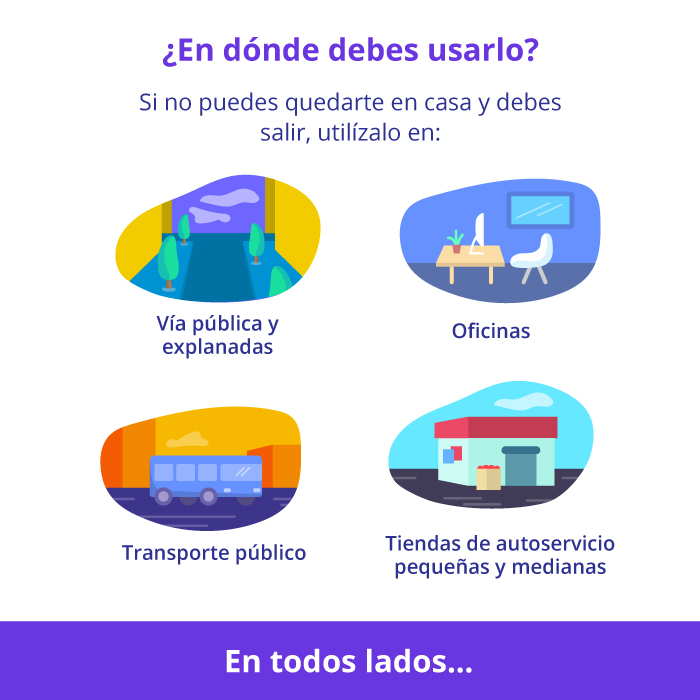 ¿En dónde debes usarlo?
Si no puedes quedarte en casa y debes
salir, utilízalo en:
Vía pública y
explanadas
Oficinas
Transporte público
Tiendas de autoservicio
pequeñas y medianas
En todos lados...